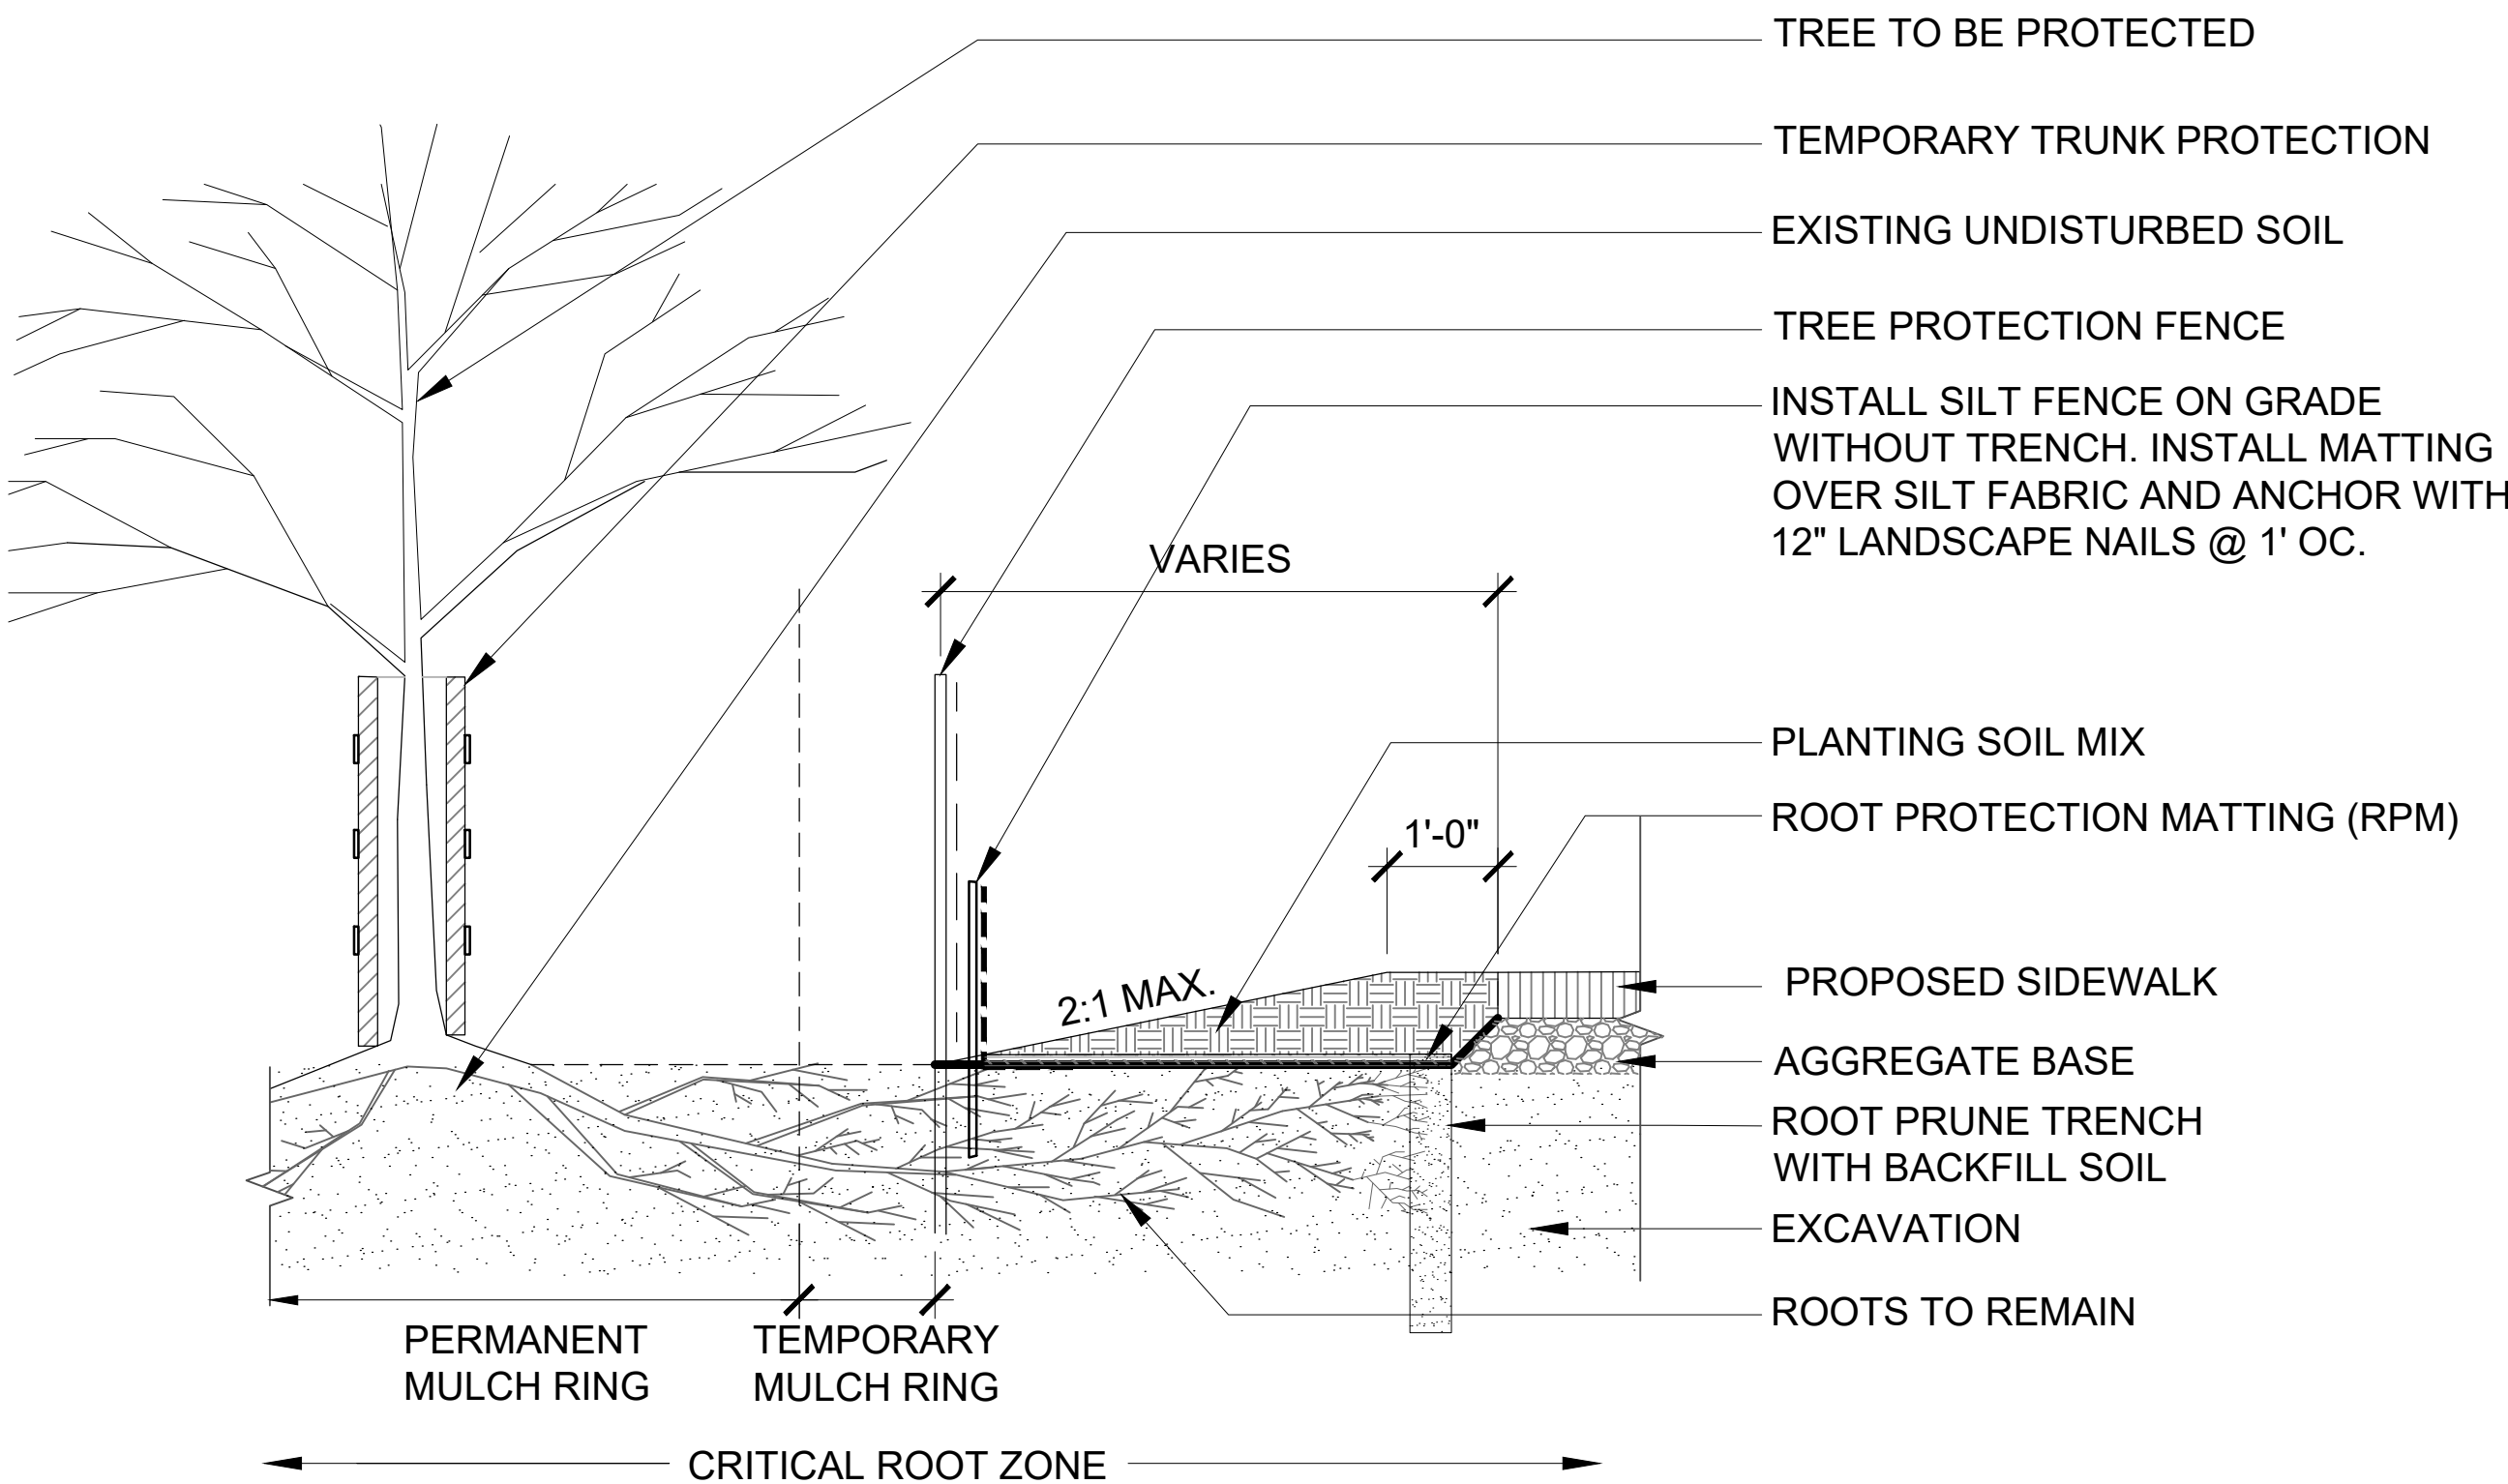 TREE TO BE PROTECTED
TEMPORARY TRUNK PROTECTION
EXISTING UNDISTURBED SOIL
TREE PROTECTION FENCE
INSTALL SILT FENCE ON GRADE
WITHOUT TRENCH. INSTALL MATTING
OVER SILT FABRIC AND ANCHOR WITH
12" LANDSCAPE NAILS @ 1' OC.
VARIES
PLANTING SOIL MIX
ROOT PROTECTION MATTING (RPM)
1'-0"
2:1 MAX.
PROPOSED SIDEWALK
AGGREGATE BASE
ROOT PRUNE TRENCH
WITH BACKFILL SOIL
EXCAVATION
ROOTS TO REMAIN
PERMANENT
MULCH RING
TEMPORARY
MULCH RING
CRITICAL ROOT ZONE